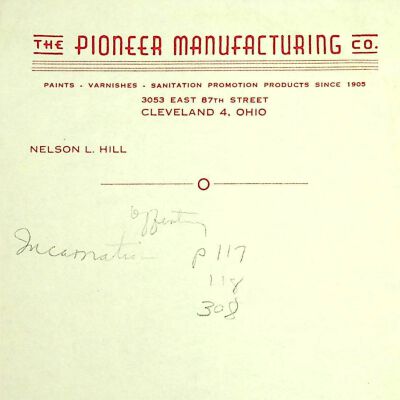 THE PIONEER MANUFACTURING CO.
PAINTS - VARNISHES - SANITATION PROMOTION PRODUCTS SINCE 1905
3053 EAST 87TH STREET
CLEVELAND 4, OHIO
NELSON L. HILL
Incarnation p 117
308